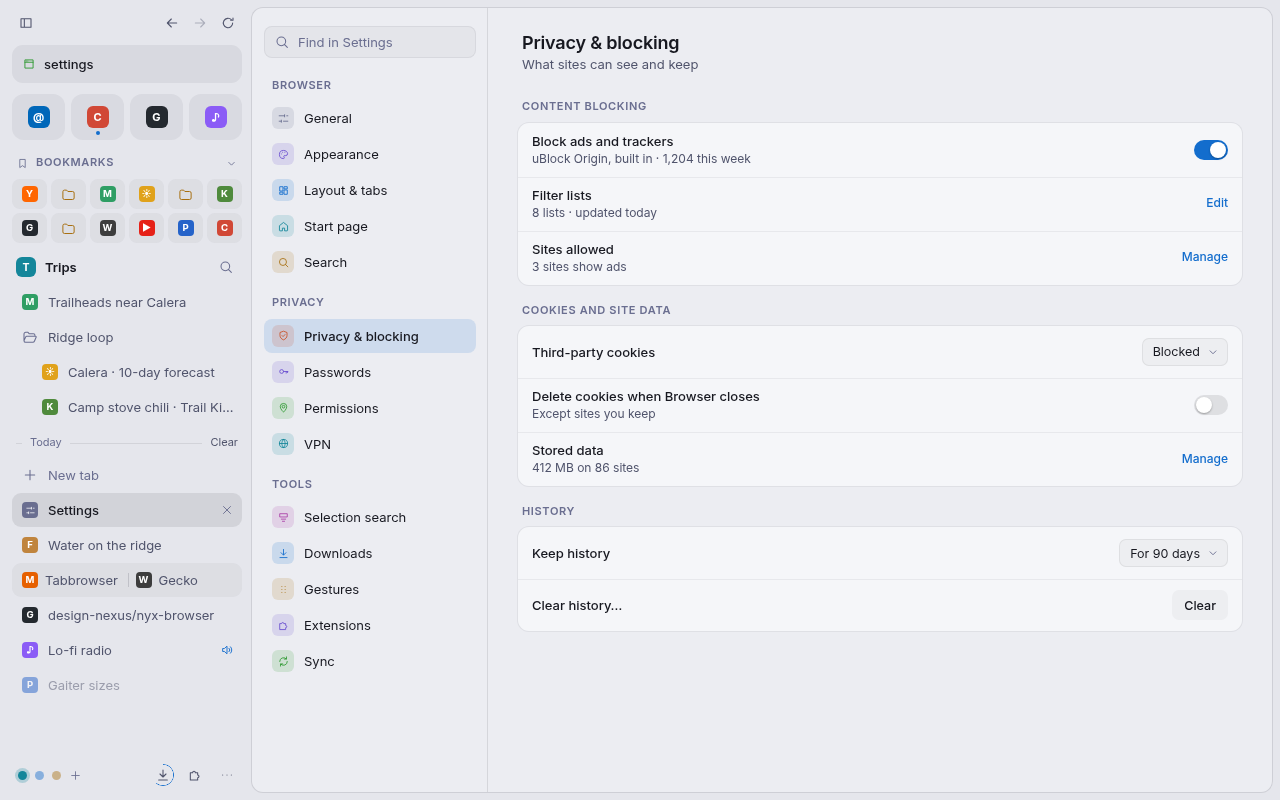 settings
@
C
G
BOOKMARKS
Y
M
K
G
W
P
C
T Trips
M Trailheads near Calera
Ridge loop
Calera · 10-day forecast
K Camp stove chili · Trail Ki...
Today
Clear
New tab
Settings
F Water on the ridge
M Tabbrowser
W Gecko
G design-nexus/nyx-browser
Lo-fi radio
P Gaiter sizes
Find in Settings
BROWSER
General
Appearance
Layout & tabs
Start page
Search
PRIVACY
Privacy & blocking
Passwords
Permissions
VPN
TOOLS
Selection search
Downloads
Gestures
Extensions
Sync
Privacy & blocking
What sites can see and keep
CONTENT BLOCKING
Block ads and trackers
uBlock Origin, built in · 1,204 this week
Filter lists
8 lists · updated today
Edit
Sites allowed
3 sites show ads
Manage
COOKIES AND SITE DATA
Third-party cookies
Blocked
Delete cookies when Browser closes
Except sites you keep
Stored data
412 MB on 86 sites
Manage
HISTORY
Keep history
For 90 days
Clear history...
Clear